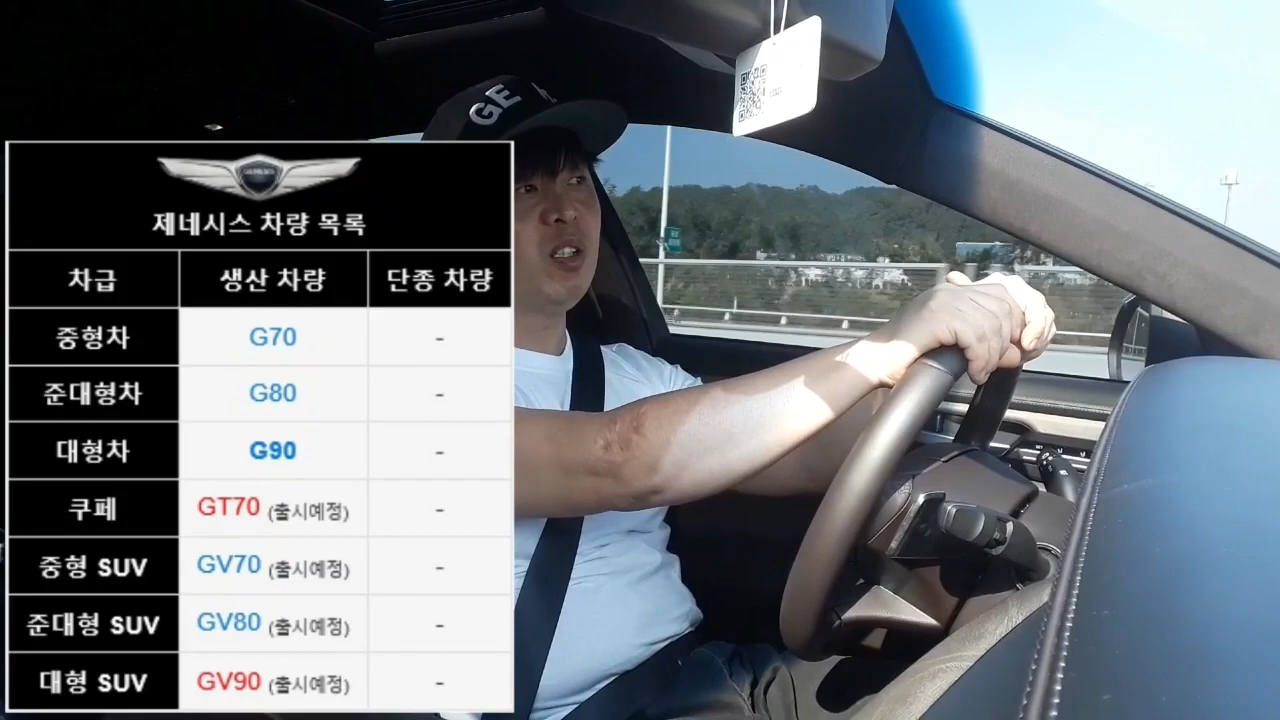 GE
제네시스 차량 목록
차급 생산 차량 단종 차량
중형차 G70 -
준대형차 G80 -
대형차 G90 -
쿠페 GT70 (출시예정) -
중형 SUV GV70 (출시예정) -
준대형 SUV GV80 (출시예정) -
대형 SUV GV90 (출시예정) -